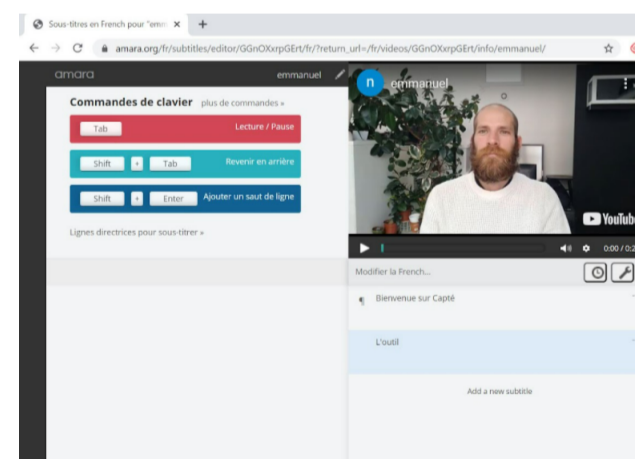 Sous-titres en French pour "emm
amara.org/fr/subtitles/editor/GGnOXxrpGErt/fr/?return_url=/fr/videos/GGnOXxrpGErt/info/emmanuel/
amara
emmanuel
Commandes de clavier plus de commandes »
Tab Lecture / Pause
Shift + Tab Revenir en arrière
Shift + Enter Ajouter un saut de ligne
Lignes directrices pour sous-titrer »
n emmanuel
YouTub
0:00 / 0:2
Modifier la French...
¶ Bienvenue sur Capté
L'outil
Add a new subtitle